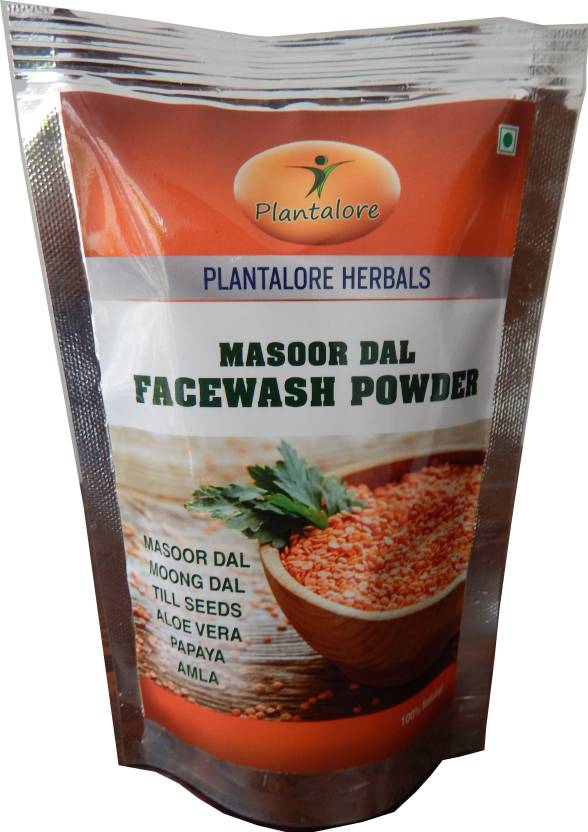 Plantalore
PLANTALORE HERBALS
MASOOR DAL
FACEWASH POWDER
MASOOR DAL
MOONG DAL
TILL SEEDS
ALOE VERA
PAPAYA
AMLA
100% Natural